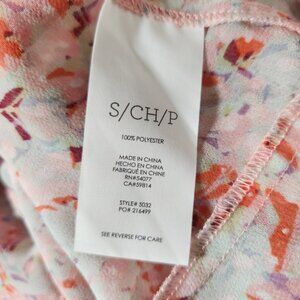 S/CH/P
100% POLYESTER
MADE IN CHINA
HECHO EN CHINA
FABRIQUÉ EN CHINE
RN#54077
CA#59814
STYLE# 5032
PO# 216499
SEE REVERSE FOR CARE